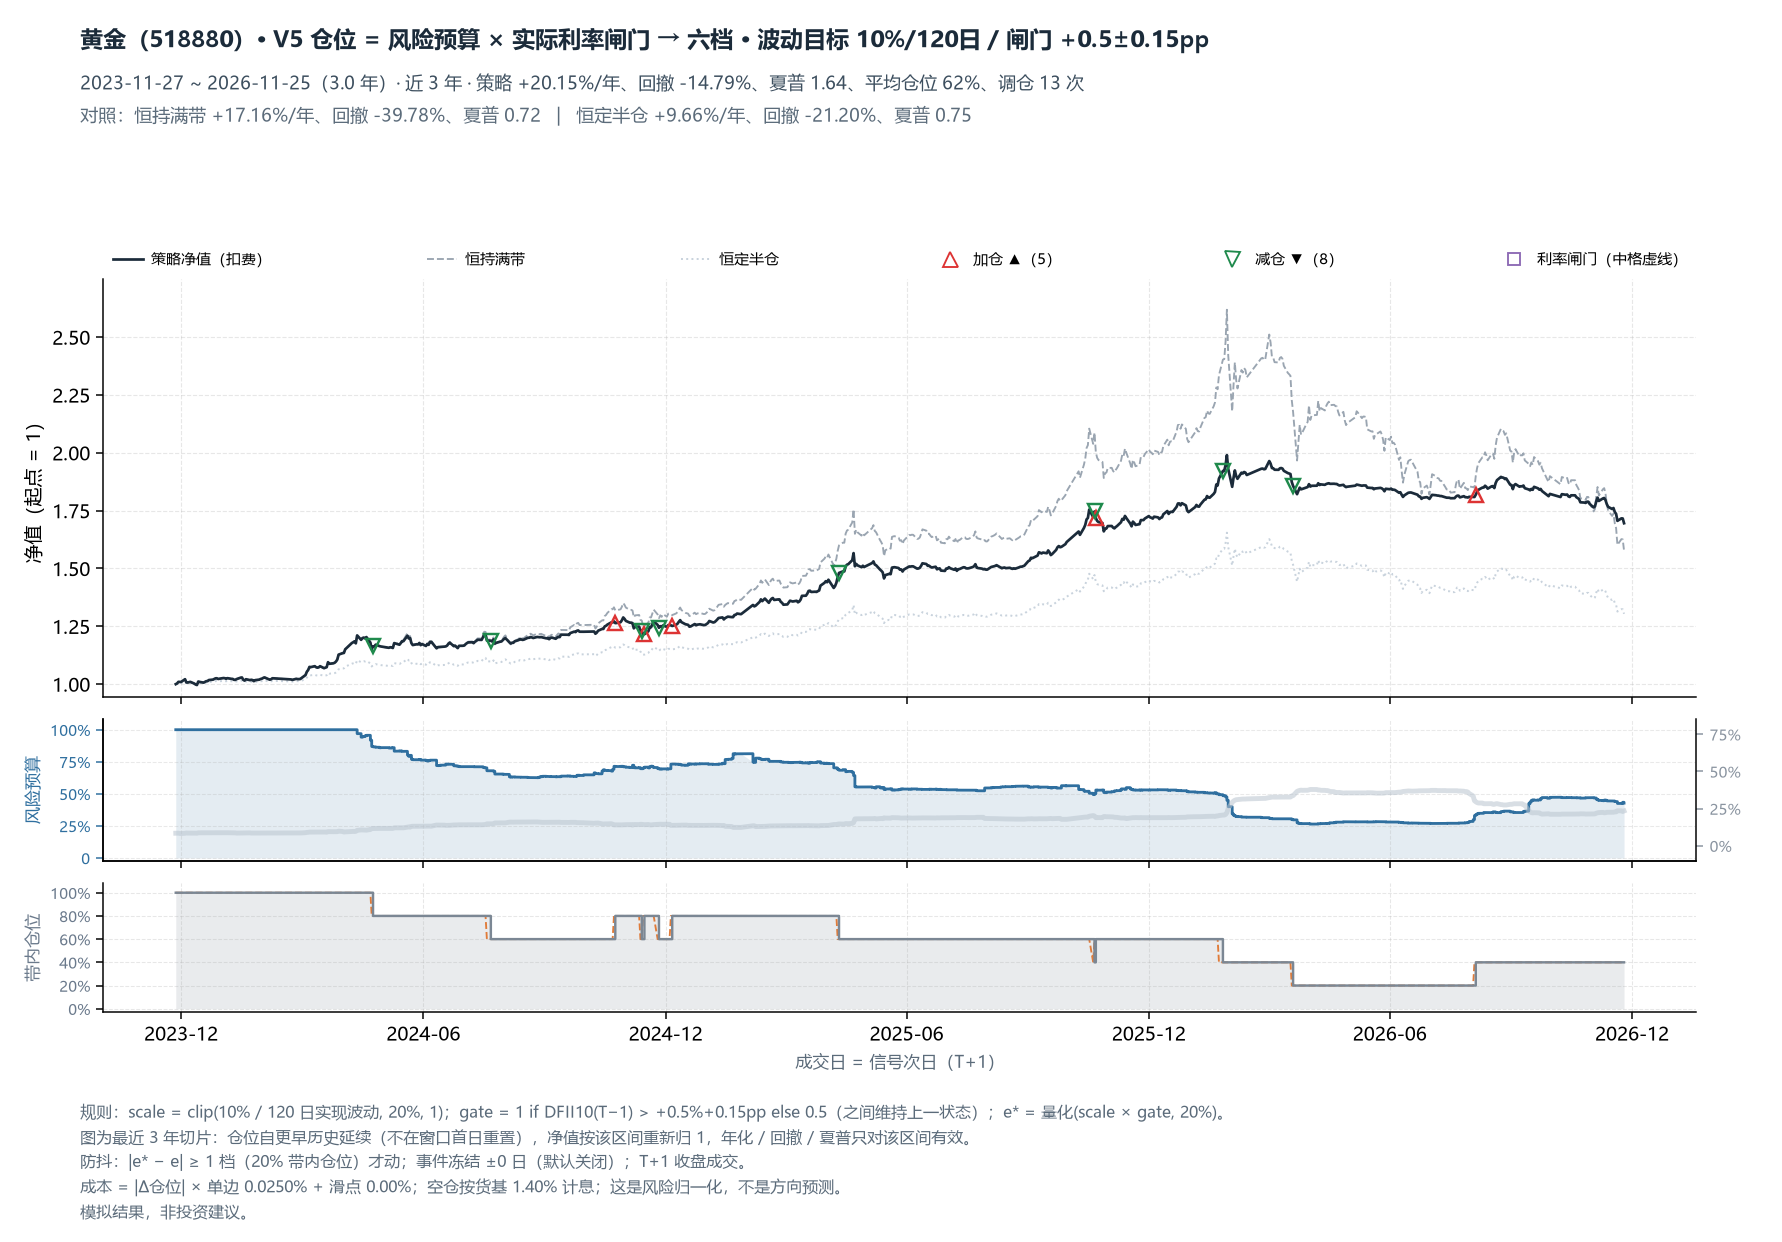 黄金（518880）• V5 仓位 = 风险预算 × 实际利率闸门 → 六档 • 波动目标 10%/120日 / 闸门 +0.5±0.15pp
2023-11-27 ~ 2026-11-25（3.0 年）· 近 3 年 · 策略 +20.15%/年、回撤 -14.79%、夏普 1.64、平均仓位 62%、调仓 13 次
对照：恒持满带 +17.16%/年、回撤 -39.78%、夏普 0.72 | 恒定半仓 +9.66%/年、回撤 -21.20%、夏普 0.75
策略净值（扣费） 恒持满带 恒定半仓 加仓 ▲（5） 减仓 ▼（8） 利率闸门（中格虚线）
净值（起点 = 1）
2.50
2.25
2.00
1.75
1.50
1.25
1.00
风险预算
100%
75%
50%
25%
0
75%
50%
25%
0%
带内仓位
100%
80%
60%
40%
20%
0%
2023-12 2024-06 2024-12 2025-06 2025-12 2026-06 2026-12
成交日 = 信号次日（T+1）
规则：scale = clip(10% / 120 日实现波动, 20%, 1)；gate = 1 if DFII10(T−1) > +0.5%+0.15pp else 0.5（之间维持上一状态）；e* = 量化(scale × gate, 20%)。
图为最近 3 年切片：仓位自更早历史延续（不在窗口首日重置），净值按该区间重新归 1，年化 / 回撤 / 夏普只对该区间有效。
防抖：|e* − e| ≥ 1 档（20% 带内仓位）才动；事件冻结 ±0 日（默认关闭）；T+1 收盘成交。
成本 = |Δ仓位| × 单边 0.0250% + 滑点 0.00%；空仓按货基 1.40% 计息；这是风险归一化，不是方向预测。
模拟结果，非投资建议。